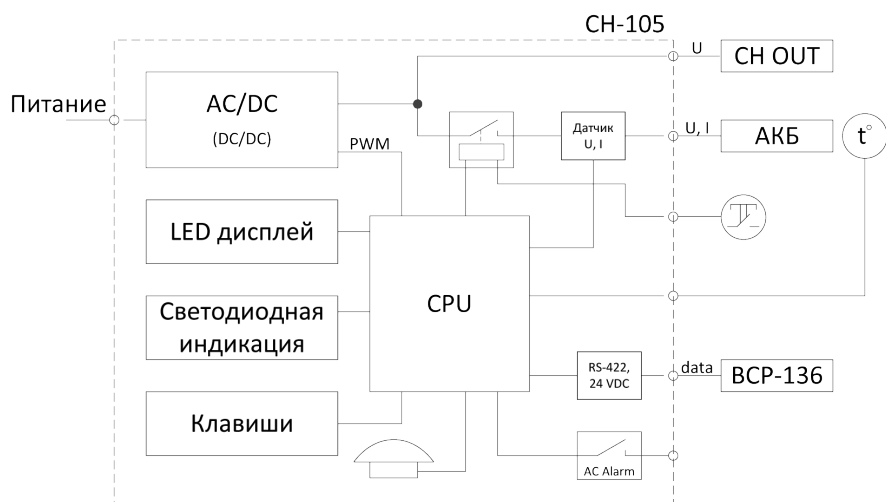 CH-105
U
CH OUT
Питание
AC/DC
(DC/DC)
PWM
Датчик
U, I
U, I
АКБ
t°
LED дисплей
CPU
Светодиодная
индикация
RS-422,
24 VDC
data
BCP-136
Клавиши
AC Alarm